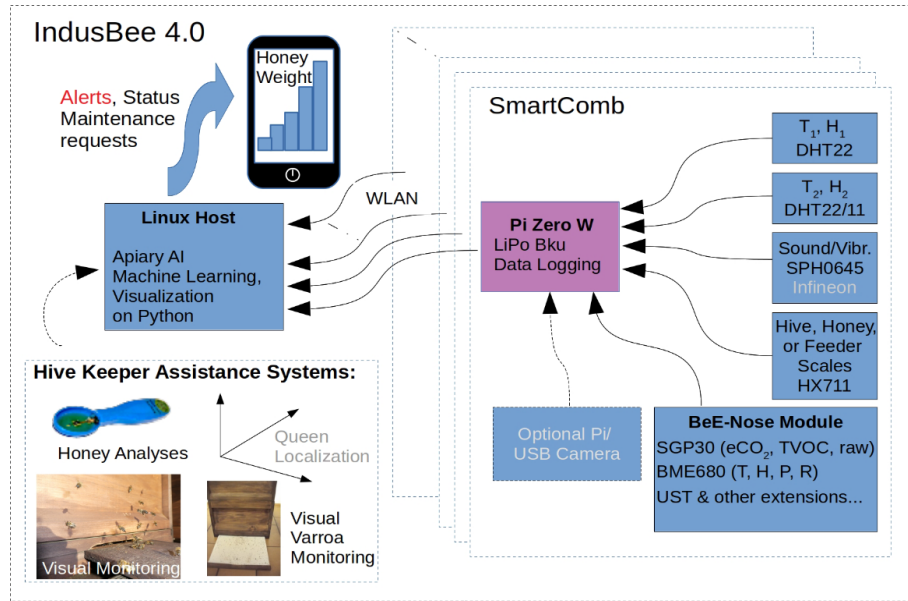 IndusBee 4.0
Honey
Weight
Alerts, Status
Maintenance
requests
WLAN
Linux Host
Apiary AI
Machine Learning,
Visualization
on Python
Hive Keeper Assistance Systems:
Honey Analyses
Queen
Localization
Visual Monitoring
Visual
Varroa
Monitoring
SmartComb
Pi Zero W
LiPo Bku
Data Logging
T₁, H₁
DHT22
T₂, H₂
DHT22/11
Sound/Vibr.
SPH0645
Infineon
Hive, Honey,
or Feeder
Scales
HX711
Optional Pi/
USB Camera
BeE-Nose Module
SGP30 (eCO₂, TVOC, raw)
BME680 (T, H, P, R)
UST & other extensions...